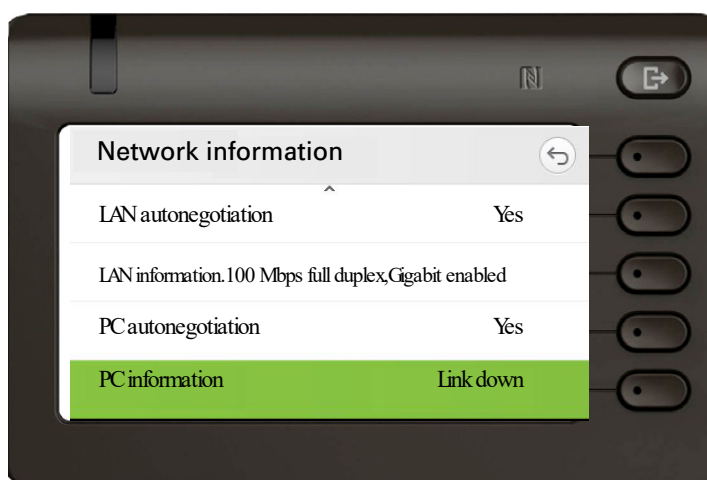 Network information
LAN autonegotiation Yes
LAN information.100 Mbps full duplex,Gigabit enabled
PC autonegotiation Yes
PC information Link down